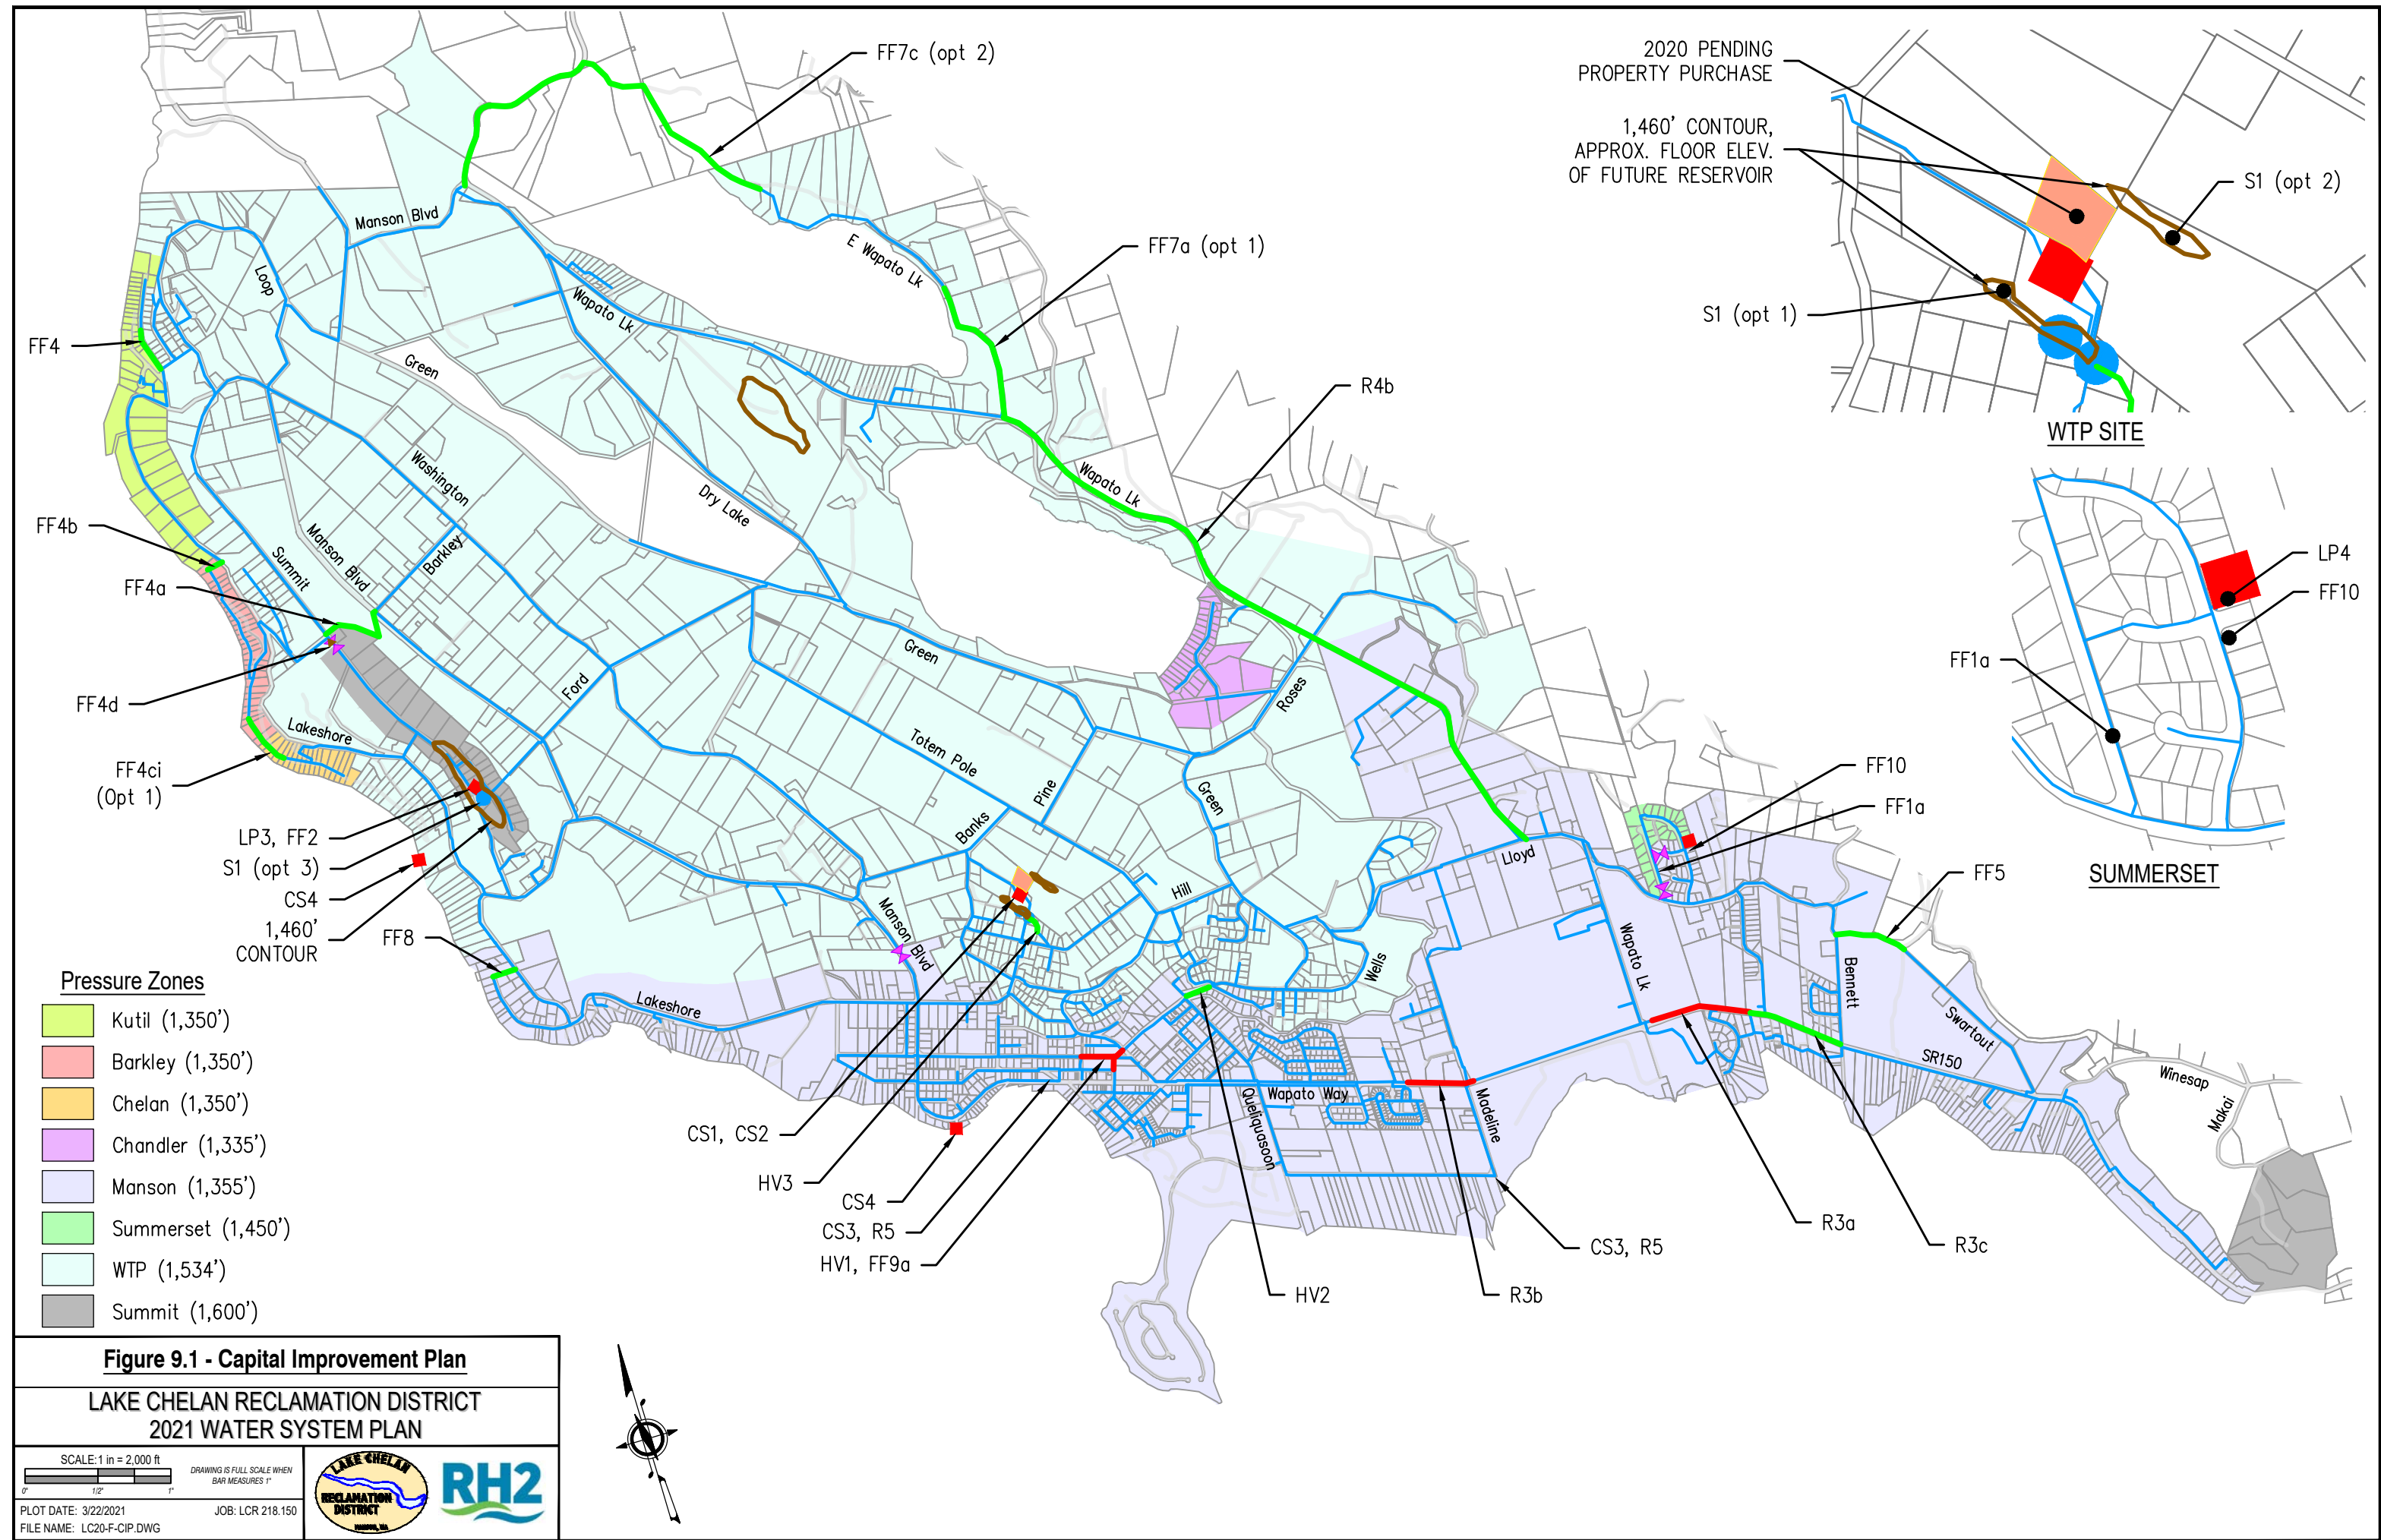 FF7c (opt 2)
2020 PENDING
PROPERTY PURCHASE
1,460' CONTOUR,
APPROX. FLOOR ELEV.
OF FUTURE RESERVOIR
S1 (opt 2)
S1 (opt 1)
WTP SITE
Manson Blvd
E Wapato Lk
FF7a (opt 1)
Loop
Wapato Lk
FF4
Green
R4b
Washington
Wapato Lk
Dry Lake
FF4b
Summit
Manson Blvd
Barkley
FF4a
FF4d
Lakeshore
Ford
Green
Roses
Totem Pole
Pine
Green
Banks
FF4ci
(Opt 1)
LP3, FF2
S1 (opt 3)
CS4
1,460'
CONTOUR
FF8
Manson Blvd
Hill
Wells
Lloyd
Wapato Lk
FF10
FF1a
FF5
LP4
FF10
FF1a
SUMMERSET
Bennett
Swartout
SR150
Winesap
Makai
Lakeshore
Wapato Way
Quelquasoon
Madeline
CS1, CS2
HV3
CS4
CS3, R5
HV1, FF9a
HV2
R3b
CS3, R5
R3a
R3c
Pressure Zones
Kutil (1,350')
Barkley (1,350')
Chelan (1,350')
Chandler (1,335')
Manson (1,355')
Summerset (1,450')
WTP (1,534')
Summit (1,600')
Figure 9.1 - Capital Improvement Plan
LAKE CHELAN RECLAMATION DISTRICT
2021 WATER SYSTEM PLAN
SCALE:1 in = 2,000 ft
DRAWING IS FULL SCALE WHEN
BAR MEASURES 1"
0" 1/2" 1"
PLOT DATE: 3/22/2021 JOB: LCR 218.150
FILE NAME: LC20-F-CIP.DWG
LAKE CHELAN
RECLAMATION
DISTRICT
MANSON, WA
RH2